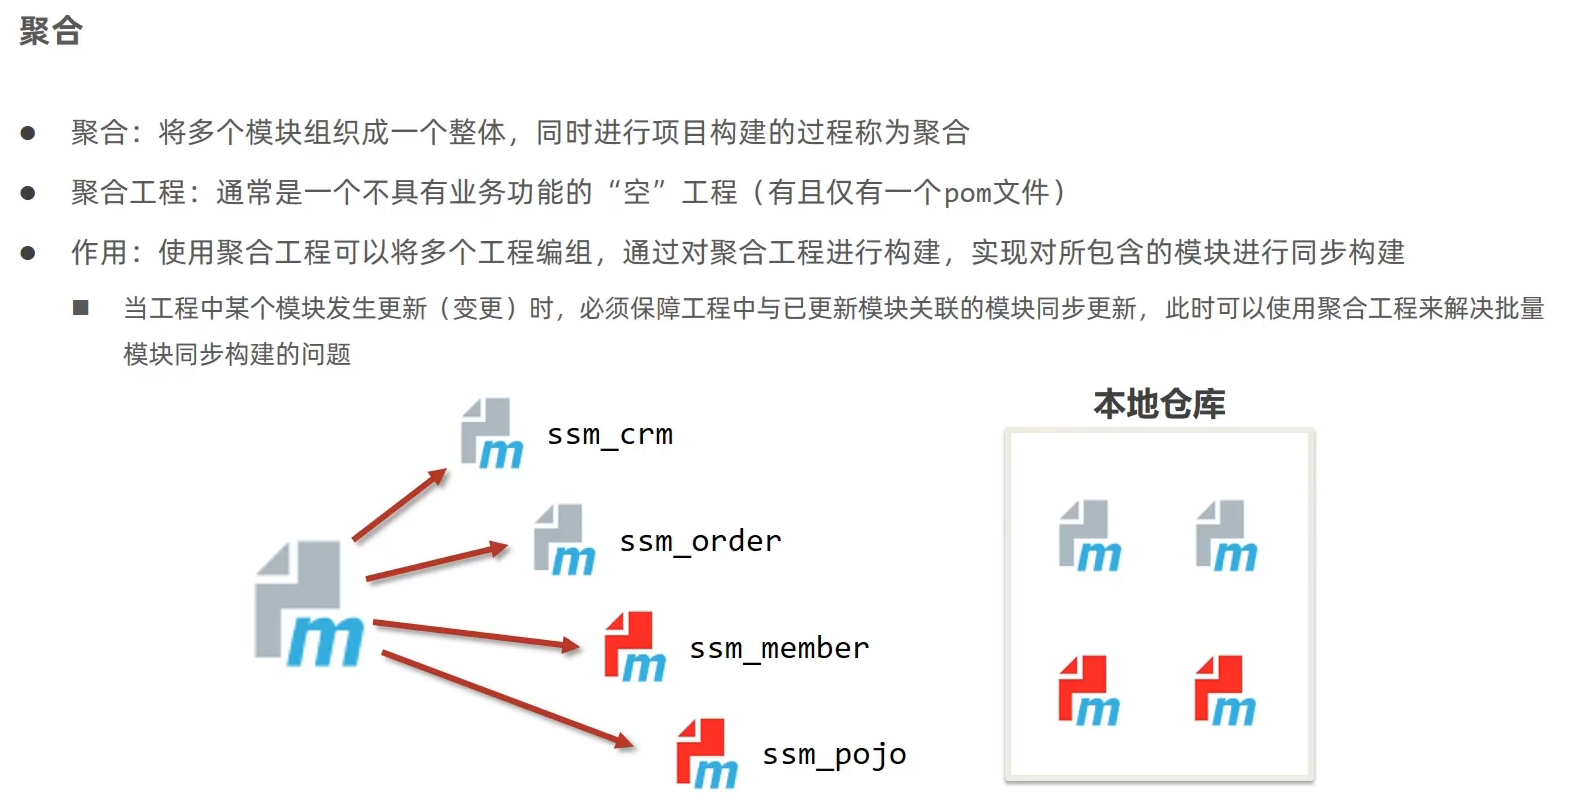 聚合
聚合：将多个模块组织成一个整体，同时进行项目构建的过程称为聚合
聚合工程：通常是一个不具有业务功能的“空”工程（有且仅有一个pom文件）
作用：使用聚合工程可以将多个工程编组，通过对聚合工程进行构建，实现对所包含的模块进行同步构建
当工程中某个模块发生更新（变更）时，必须保障工程中与已更新模块关联的模块同步更新，此时可以使用聚合工程来解决批量
模块同步构建的问题
本地仓库
m ssm_crm
m ssm_order
m
m ssm_member
m ssm_pojo
m m
m m